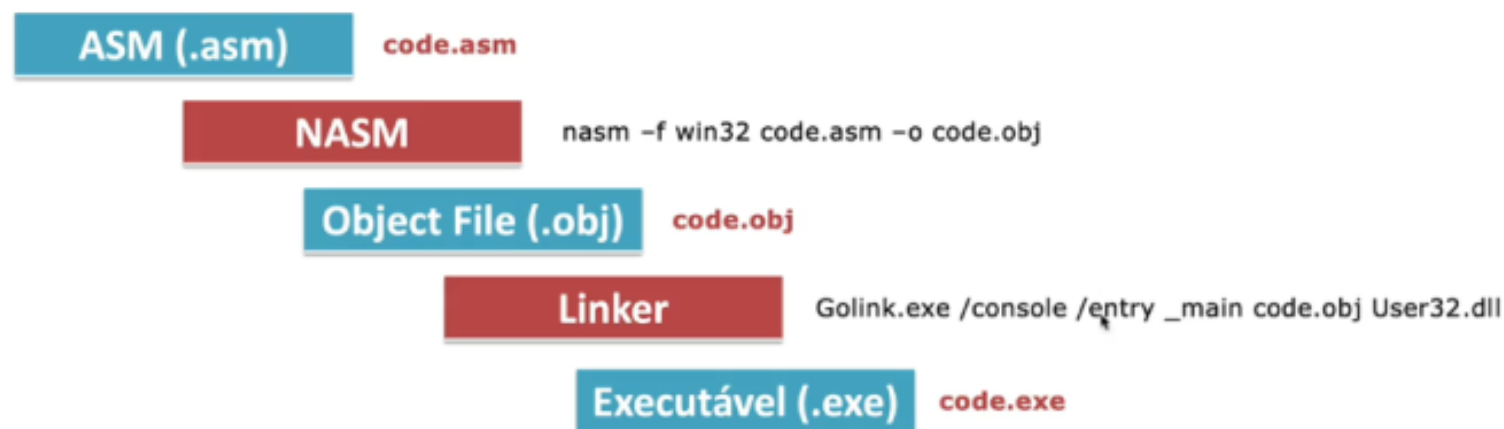 ASM (.asm) code.asm
NASM nasm –f win32 code.asm –o code.obj
Object File (.obj) code.obj
Linker Golink.exe /console /entry _main code.obj User32.dll
Executável (.exe) code.exe